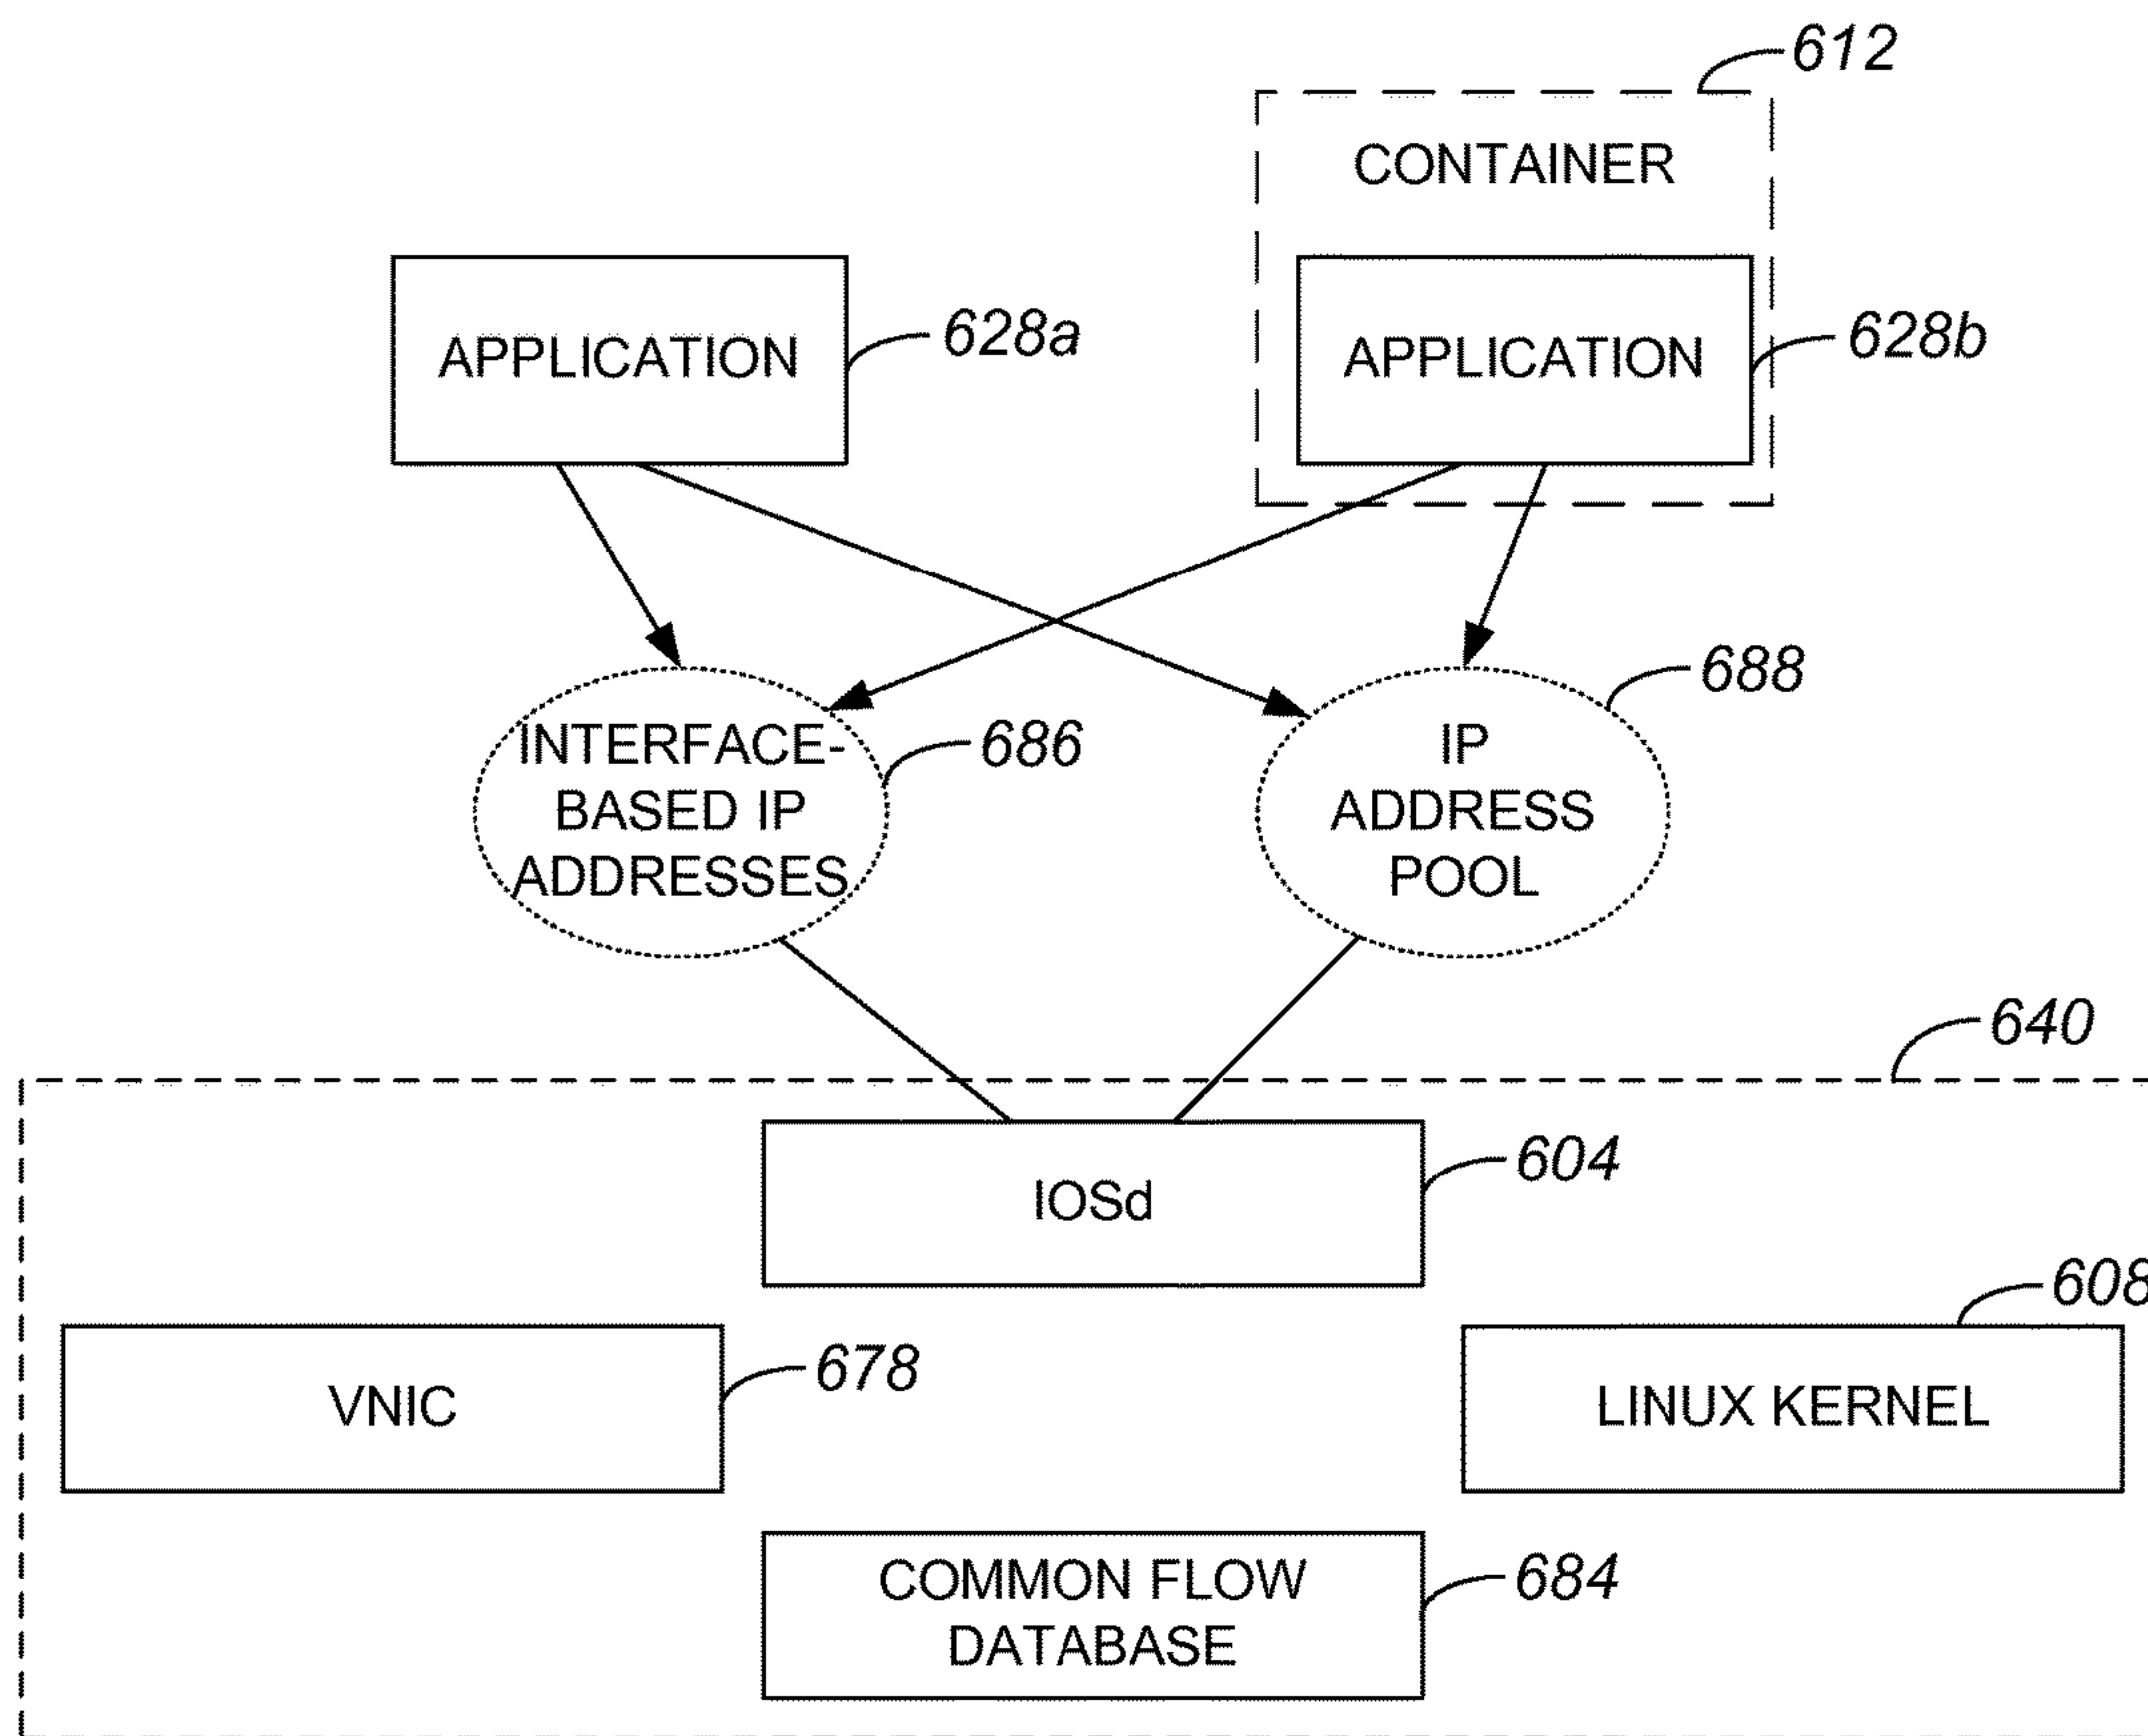 612
CONTAINER
APPLICATION
628a
APPLICATION
628b
688
INTERFACE-
BASED IP
ADDRESSES
686
IP
ADDRESS
POOL
640
IOSd
604
608
VNIC
678
LINUX KERNEL
COMMON FLOW
DATABASE
684